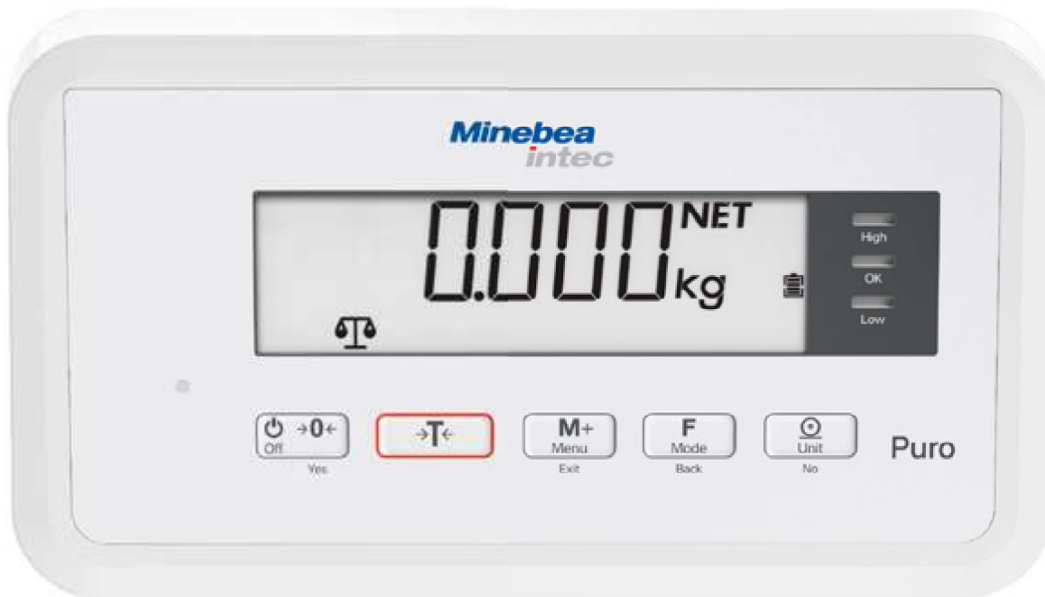 Minebea
intec
0.000 NET
kg
High
OK
Low
→0←
Off
Yes
→T←
M+
Menu
Exit
F
Mode
Back
Unit
No
Puro